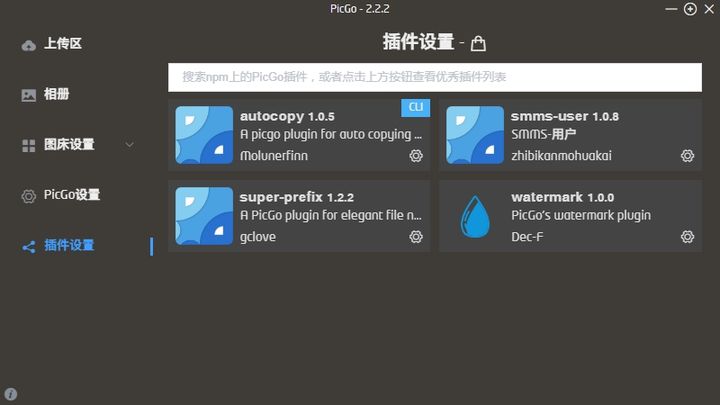 PicGo - 2.2.2
上传区
相册
图床设置
PicGo设置
插件设置
插件设置 -
搜索npm上的PicGo插件，或者点击上方按钮查看优秀插件列表
autocopy 1.0.5
CLI
A picgo plugin for auto copying ...
Molunerfinn
smms-user 1.0.8
SMMS-用户
zhibikanmohuakai
super-prefix 1.2.2
A PicGo plugin for elegant file n...
gclove
watermark 1.0.0
PicGo's watermark plugin
Dec-F